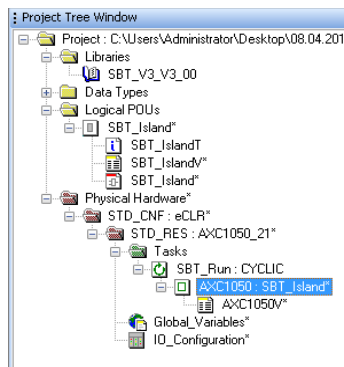 Project Tree Window
Project : C:\Users\Administrator\Desktop\08.04.201
Libraries
SBT_V3_V3_00
Data Types
Logical POUs
SBT_Island*
SBT_IslandT
SBT_IslandV*
SBT_Island*
Physical Hardware*
STD_CNF : eCLR*
STD_RES : AXC1050_21*
Tasks
SBT_Run : CYCLIC
AXC1050 : SBT_Island*
AXC1050V*
Global_Variables*
IO_Configuration*